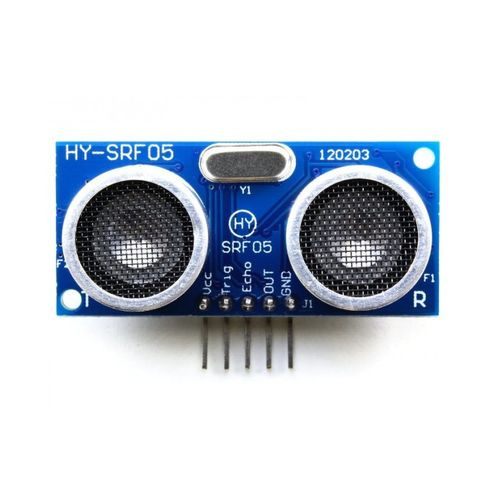 HY-SRF05
120203
Y1
HY
SRF05
Vcc
Trig
Echo
OUT
GND
J1
F1
T
R